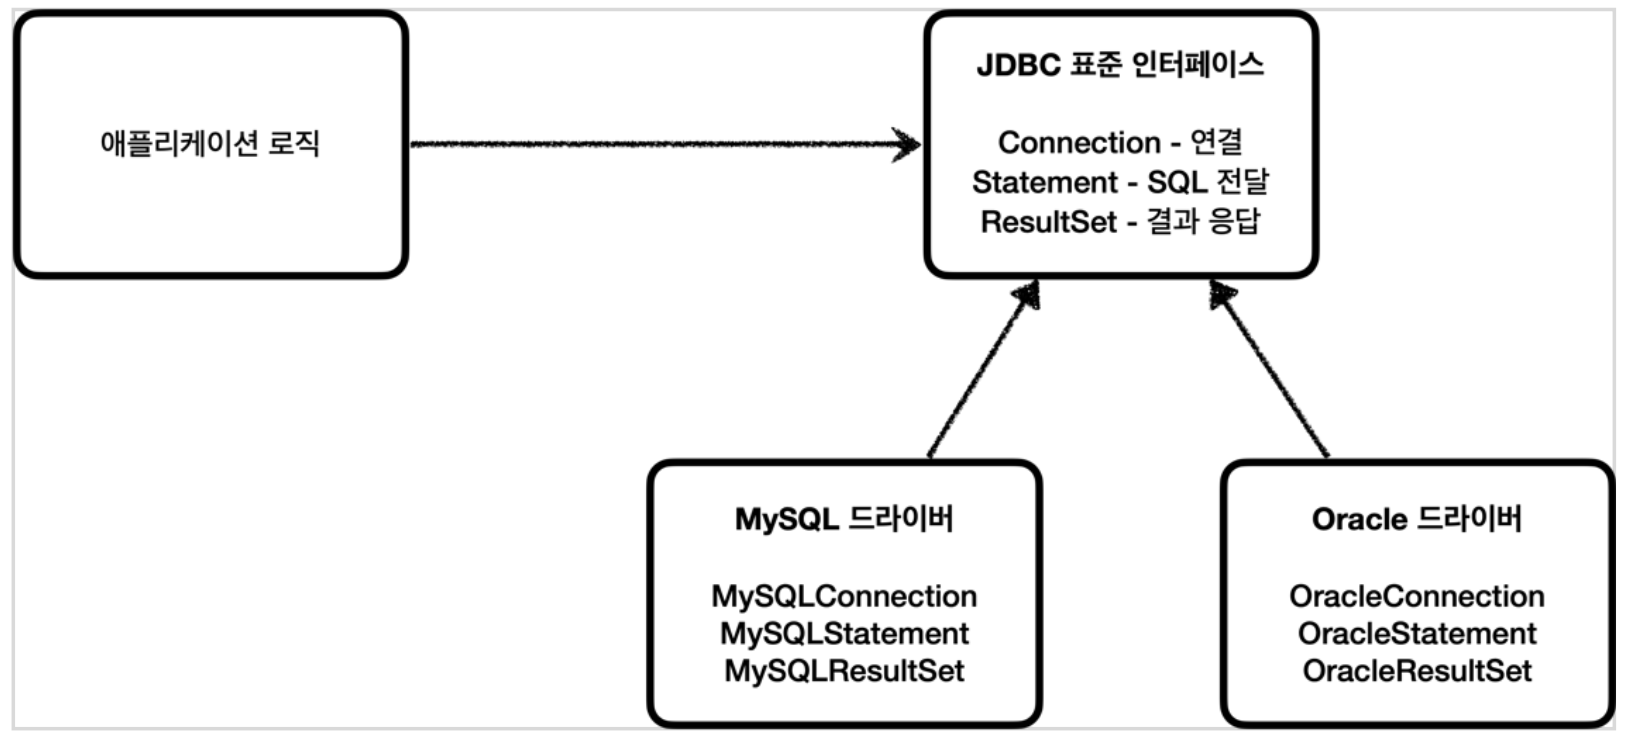 애플리케이션 로직
JDBC 표준 인터페이스
Connection - 연결
Statement - SQL 전달
ResultSet - 결과 응답
MySQL 드라이버
MySQLConnection
MySQLStatement
MySQLResultSet
Oracle 드라이버
OracleConnection
OracleStatement
OracleResultSet